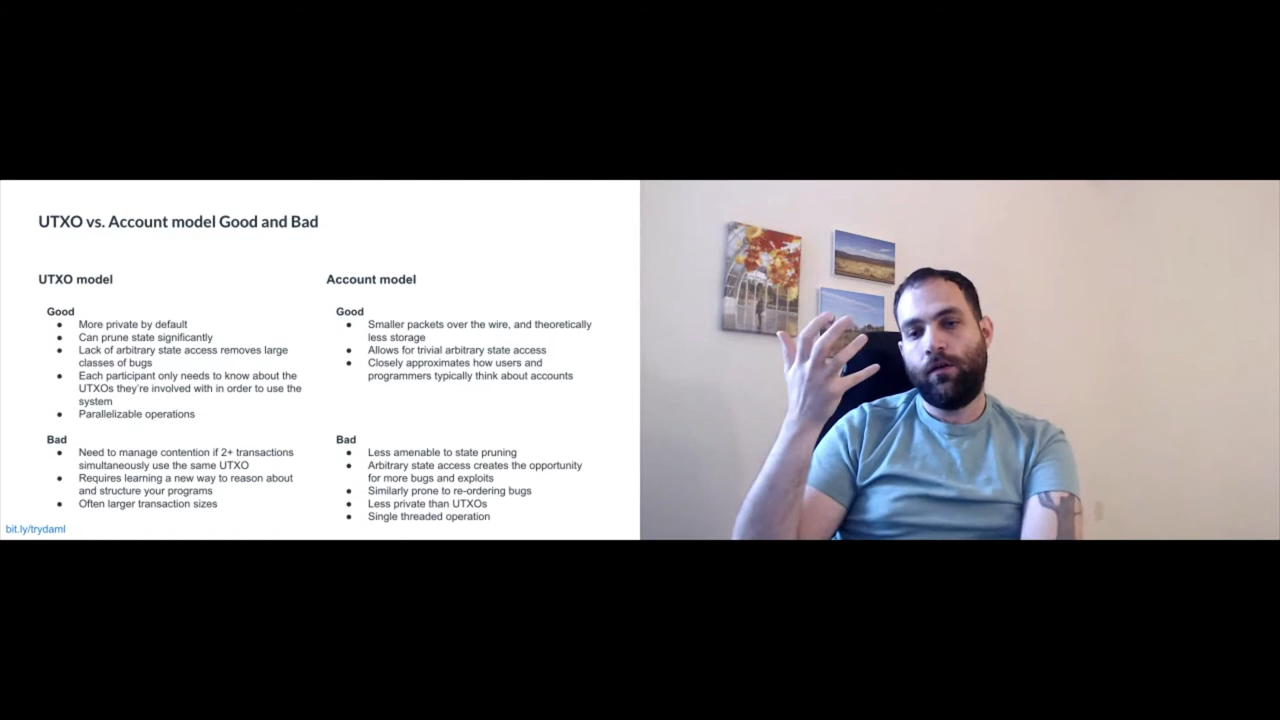 UTXO vs. Account model Good and Bad
UTXO model
Good
● More private by default
● Can prune state significantly
● Lack of arbitrary state access removes large
classes of bugs
● Each participant only needs to know about the
UTXOs they're involved with in order to use the
system
● Parallelizable operations
Bad
● Need to manage contention if 2+ transactions
simultaneously use the same UTXO
● Requires learning a new way to reason about
and structure your programs
● Often larger transaction sizes
Account model
Good
● Smaller packets over the wire, and theoretically
less storage
● Allows for trivial arbitrary state access
● Closely approximates how users and
programmers typically think about accounts
Bad
● Less amenable to state pruning
● Arbitrary state access creates the opportunity
for more bugs and exploits
● Similarly prone to re-ordering bugs
● Less private than UTXOs
● Single threaded operation
bit.ly/trydaml